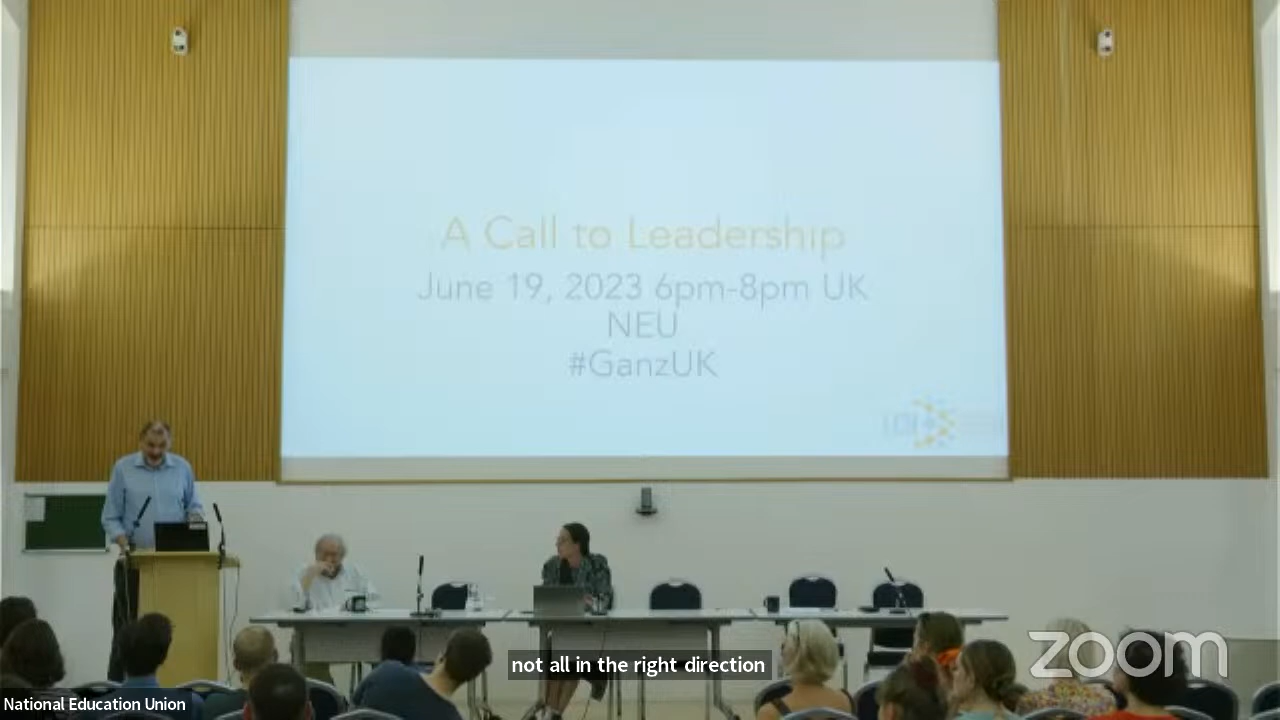 A Call to Leadership
June 19, 2023 6pm-8pm UK
NEU
#GanzUK
not all in the right direction
zoom
National Education Union